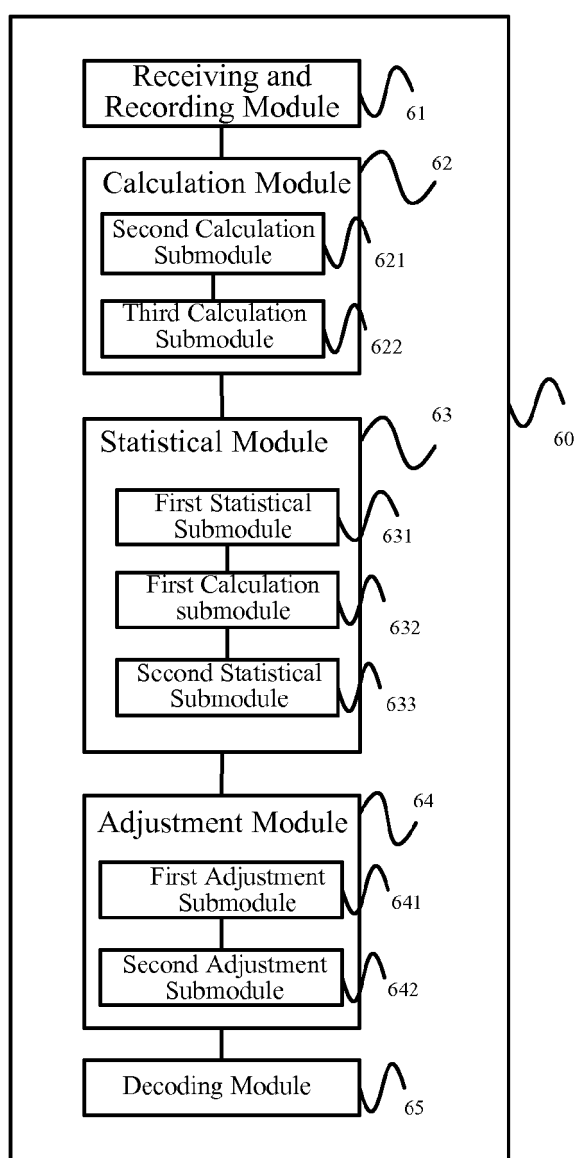 Receiving and
Recording Module
61
62
Calculation Module
Second Calculation
Submodule
621
Third Calculation
Submodule
622
63
Statistical Module
First Statistical
Submodule
631
First Calculation
submodule
632
Second Statistical
Submodule
633
60
64
Adjustment Module
First Adjustment
Submodule
641
Second Adjustment
Submodule
642
Decoding Module
65